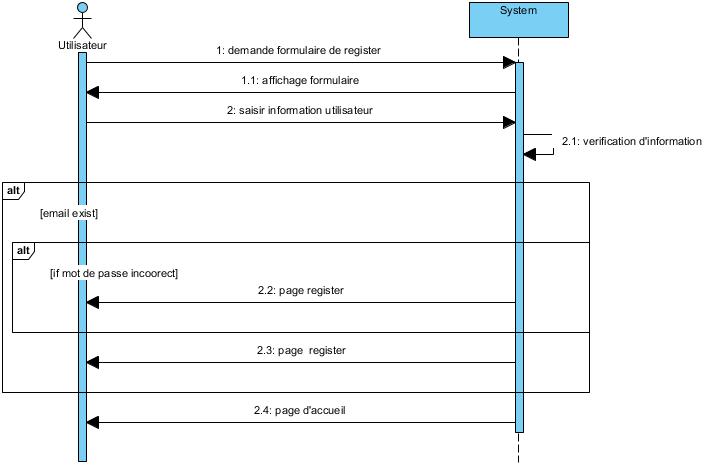 System
Utilisateur
1: demande formulaire de register
1.1: affichage formulaire
2: saisir information utilisateur
2.1: verification d'information
alt
[email exist]
alt
[if mot de passe incoorect]
2.2: page register
2.3: page register
2.4: page d'accueil